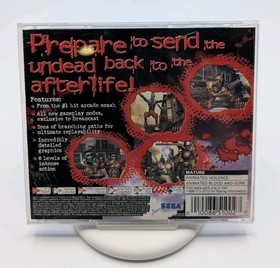 Prepare to send the
undead back to the
afterlife!
Features:
From the #1 hit arcade smash
All new gameplay modes,
exclusive to Dreamcast
Tons of branching paths for
ultimate replayability
Incredibly
detailed
graphics
6 levels of
intense
action
SEGA
MATURE
ANIMATED VIOLENCE
ANIMATED BLOOD AND GORE